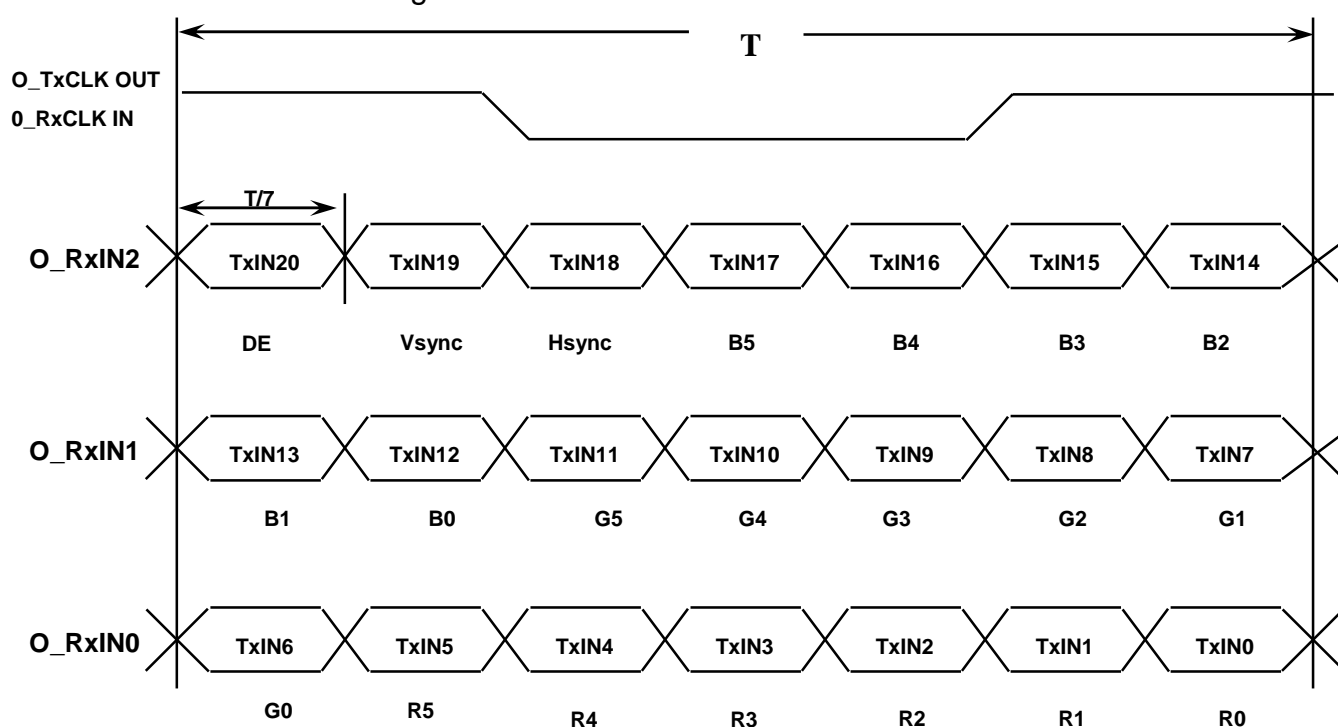 T
O_TxCLK OUT
0_RxCLK IN
T/7
O_RxIN2 TxIN20 TxIN19 TxIN18 TxIN17 TxIN16 TxIN15 TxIN14
DE Vsync Hsync B5 B4 B3 B2
O_RxIN1 TxIN13 TxIN12 TxIN11 TxIN10 TxIN9 TxIN8 TxIN7
B1 B0 G5 G4 G3 G2 G1
O_RxIN0 TxIN6 TxIN5 TxIN4 TxIN3 TxIN2 TxIN1 TxIN0
G0 R5 R4 R3 R2 R1 R0